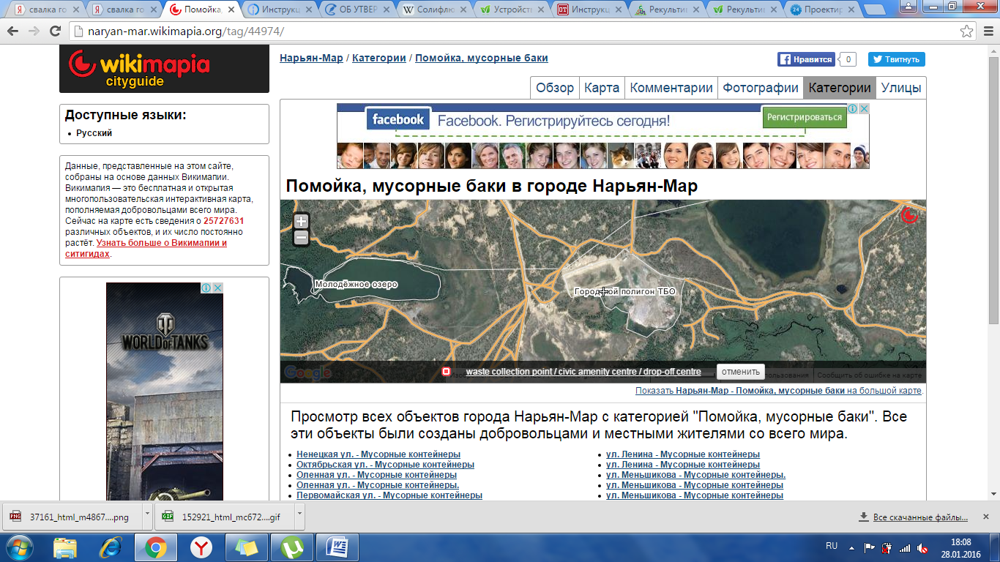 свалка го
свалка го
Помойка,
Инструкц
ОБ УТВЕР
Солифлю
Устройст
Инструкц
Рекультив
Рекультив
Проектир
naryan-mar.wikimapia.org/tag/44974/
wikimapia
cityguide
Доступные языки:
Русский
Данные, представленные на этом сайте,
собраны на основе данных Викимапии.
Викимапия — это бесплатная и открытая
многопользовательская интерактивная карта,
пополняемая добровольцами всего мира.
Сейчас на карте есть сведения о 25727631
различных объектов, и их число постоянно
растёт. Узнать больше о Викимапии и
ситигидах.
WORLD OF TANKS
Нарьян-Мар / Категории / Помойка, мусорные баки
Нравится 0 Твитнуть
Обзор Карта Комментарии Фотографии Категории Улицы
facebook Facebook. Регистрируйтесь сегодня! Регистрироваться
Помойка, мусорные баки в городе Нарьян-Мар
Молодёжное озеро
Городской полигон ТБО
Google
waste collection point / civic amenity centre / drop-off centre отменить
Сообщить об ошибке на карте
Показать Нарьян-Мар - Помойка, мусорные баки на большой карте.
Просмотр всех объектов города Нарьян-Мар с категорией "Помойка, мусорные баки". Все
эти объекты были созданы добровольцами и местными жителями со всего мира.
Ненецкая ул. - Мусорные контейнеры
Октябрьская ул. - Мусорные контейнеры
Оленная ул. - Мусорные контейнеры
Оленная ул. - Мусорные контейнеры.
Первомайская ул. - Мусорные контейнеры
ул. Ленина - Мусорные контейнеры
ул. Ленина - Мусорные контейнеры
ул. Меньшикова - Мусорные контейнеры.
ул. Меньшикова - Мусорные контейнеры
ул. Меньшикова - Мусорные контейнеры
37161_html_m4867....png
152921_html_mc672....gif
Все скачанные файлы...
RU
18:08
28.01.2016